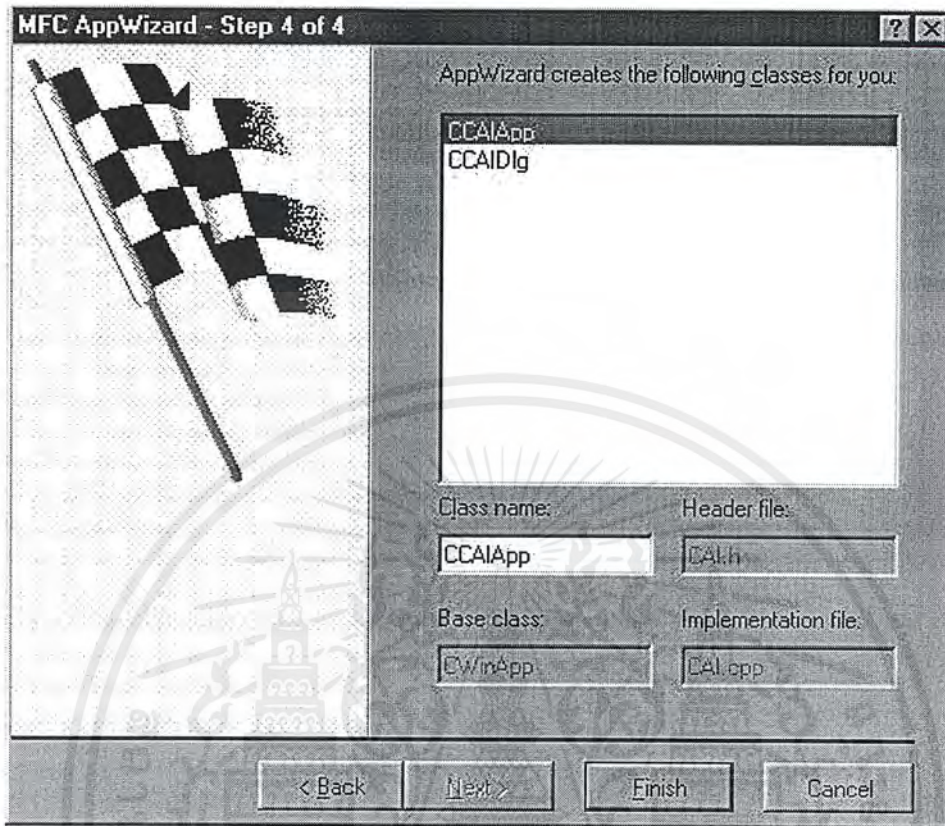 MFC AppWizard - Step 4 of 4
AppWizard creates the following classes for you:
CCAIApp
CCAIDlg
Class name:
Header file:
CCAIApp
CAI.h
Base class:
Implementation file:
CWinApp
CAI.cpp
< Back
Next >
Finish
Cancel